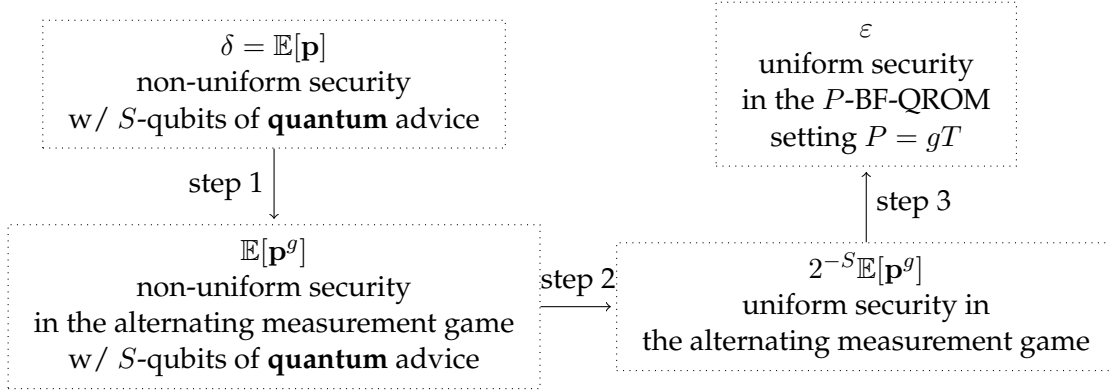 δ = 𝔼[𝐩]
non-uniform security
w/ S-qubits of quantum advice
step 1
𝔼[𝐩^g]
non-uniform security
in the alternating measurement game
w/ S-qubits of quantum advice
step 2
2^{-S}𝔼[𝐩^g]
uniform security in
the alternating measurement game
step 3
ε
uniform security
in the P-BF-QROM
setting P = gT